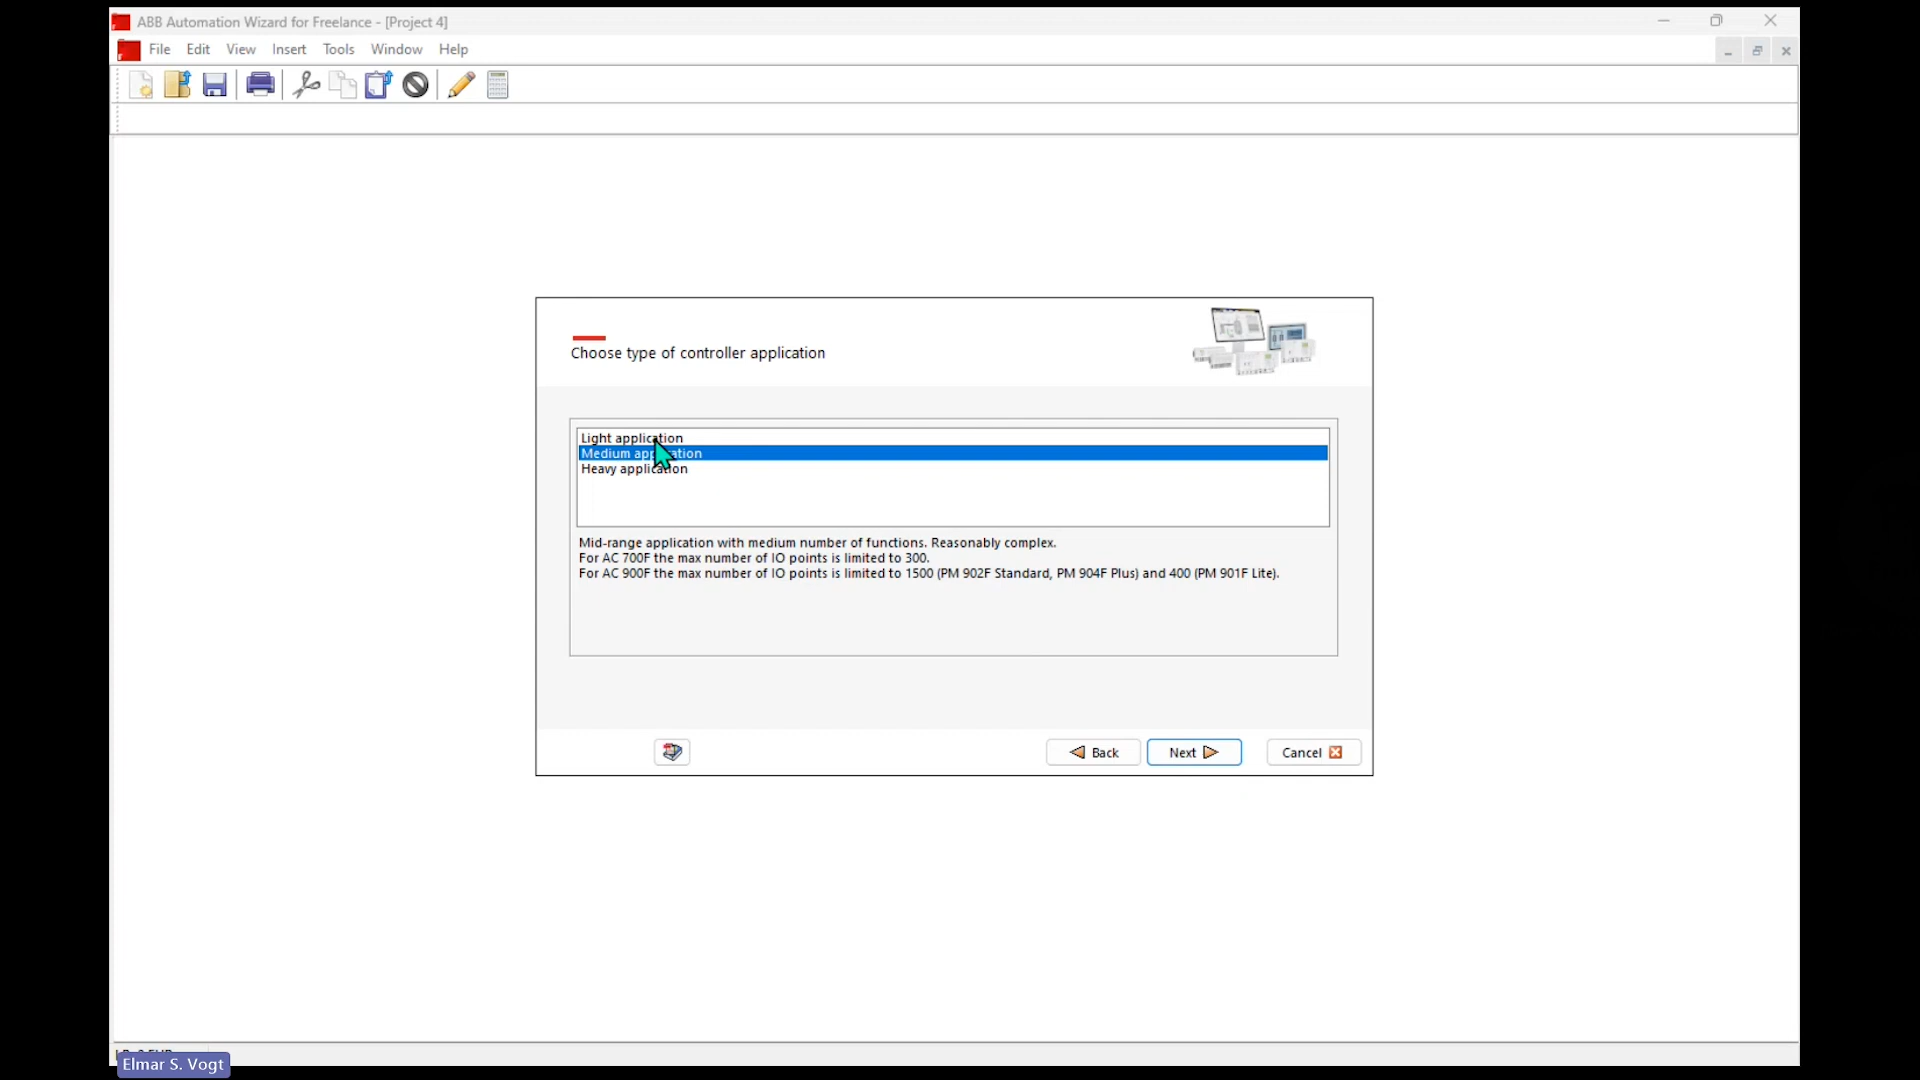 ABB Automation Wizard for Freelance - [Project 4]
File Edit View Insert Tools Window Help
Choose type of controller application
Light application
Medium application
Heavy application
Mid-range application with medium number of functions. Reasonably complex.
For AC 700F the max number of IO points is limited to 300.
For AC 900F the max number of IO points is limited to 1500 (PM 902F Standard, PM 904F Plus) and 400 (PM 901F Lite).
Back Next Cancel
Elmar S. Vogt